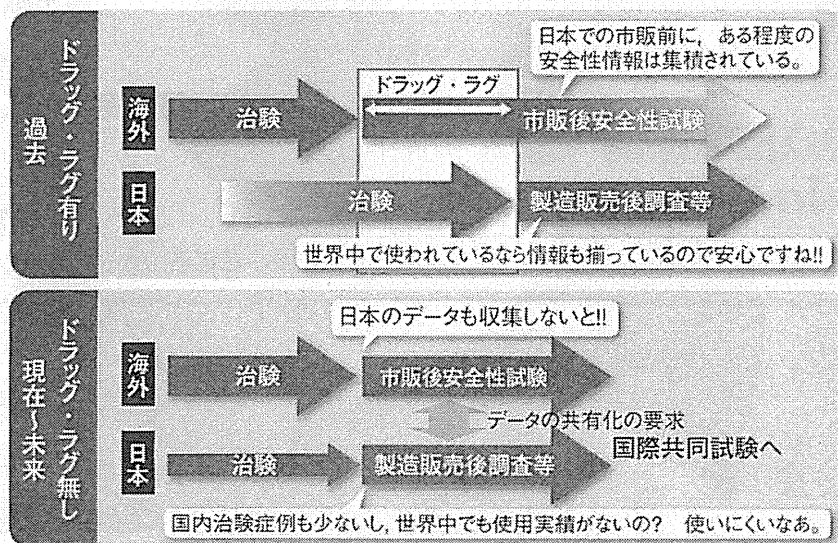 ドラッグ・ラグ有り
過去
海外
日本での市販前に，ある程度の
安全性情報は集積されている。
ドラッグ・ラグ
治験
市販後安全性試験
日本
治験
製造販売後調査等
世界中で使われているなら情報も揃っているので安心ですね!!
ドラッグ・ラグ無し
現在～未来
日本のデータも収集しないと!!
海外
治験
市販後安全性試験
データの共有化の要求
国際共同試験へ
日本
治験
製造販売後調査等
国内治験症例も少ないし，世界中でも使用実績がないの？　使いにくいなあ。